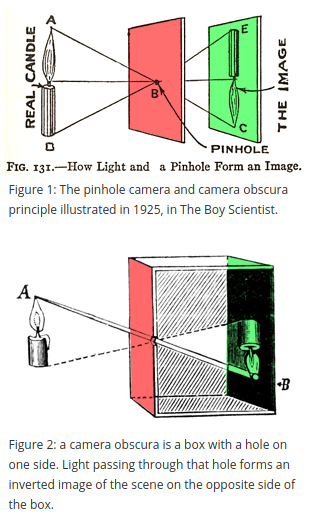 A
E
REAL CANDLE
B
THE IMAGE
C
D
PINHOLE
FIG. 131.—How Light and a Pinhole Form an Image.
Figure 1: The pinhole camera and camera obscura
principle illustrated in 1925, in The Boy Scientist.
A
B
Figure 2: a camera obscura is a box with a hole on
one side. Light passing through that hole forms an
inverted image of the scene on the opposite side of
the box.